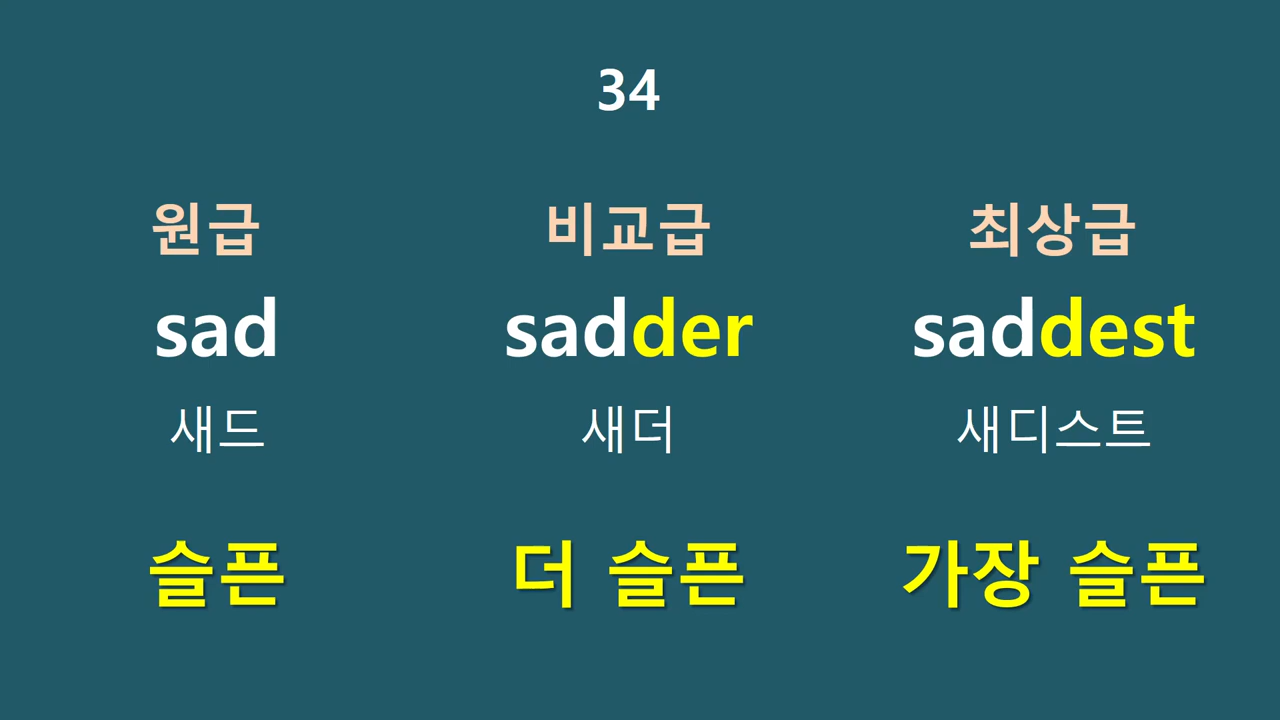 34
원급 비교급 최상급
sad sadder saddest
새드 새더 새디스트
슬픈 더 슬픈 가장 슬픈